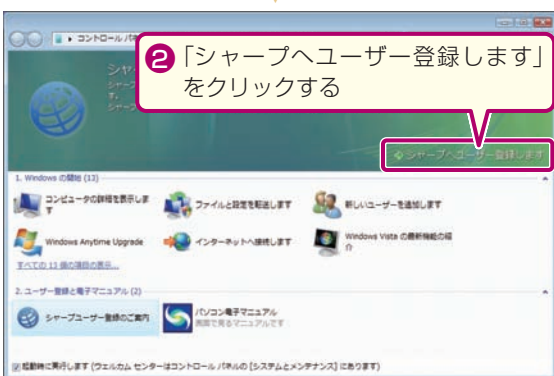 コントロール パネ
❷「シャープへユーザー登録します」
をクリックする
シャープへユーザー登録します
1. Windows の開始 (13)
コンピュータの詳細を表示しま
す
ファイルと設定を転送します
新しいユーザーを追加します
Windows Anytime Upgrade
インターネットへ接続します
Windows Vista の最新機能の紹
介
すべての 13 個の項目の表示...
2. ユーザー登録と電子マニュアル (2)
シャープユーザー登録のご案内
パソコン電子マニュアル
画面で見るマニュアルです
起動時に実行します (ウェルカム センターはコントロール パネルの [システムとメンテナンス] にあります)